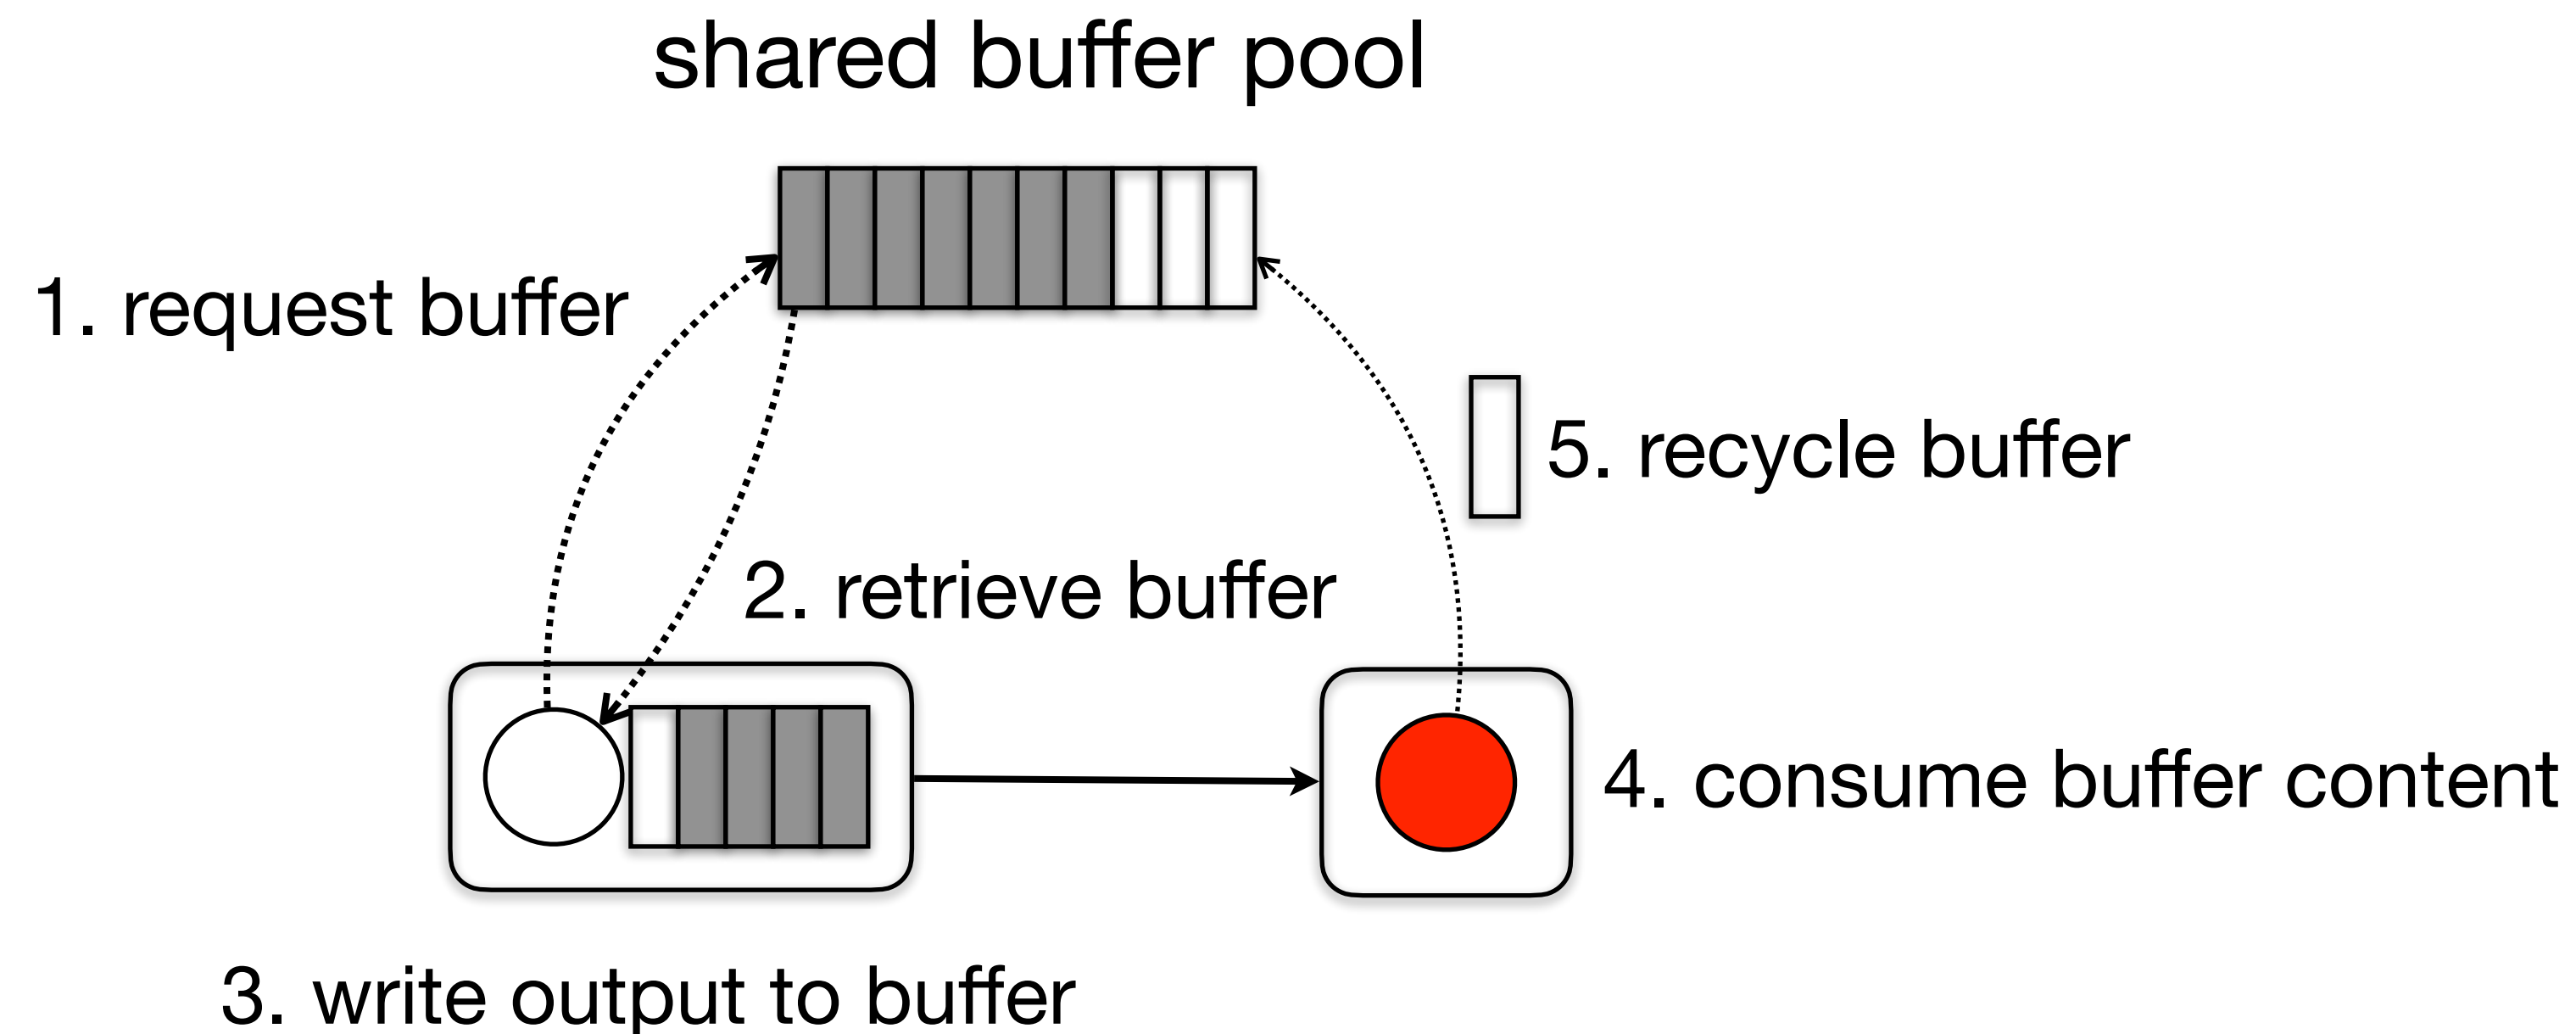 shared buffer pool
1. request buffer
5. recycle buffer
2. retrieve buffer
4. consume buffer content
3. write output to buffer